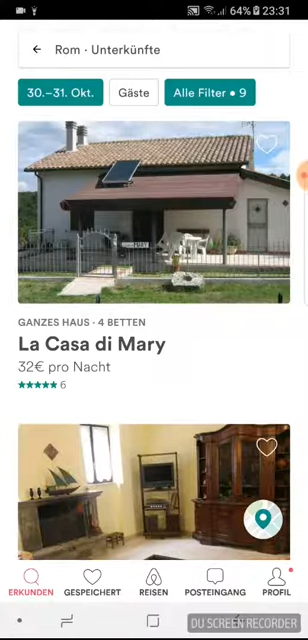 64% 23:31
Rom · Unterkünfte
30.–31. Okt.
Gäste
Alle Filter • 9
GANZES HAUS · 4 BETTEN
La Casa di Mary
32€ pro Nacht
6
ERKUNDEN
GESPEICHERT
REISEN
POSTEINGANG
PROFIL
DU SCREEN RECORDER